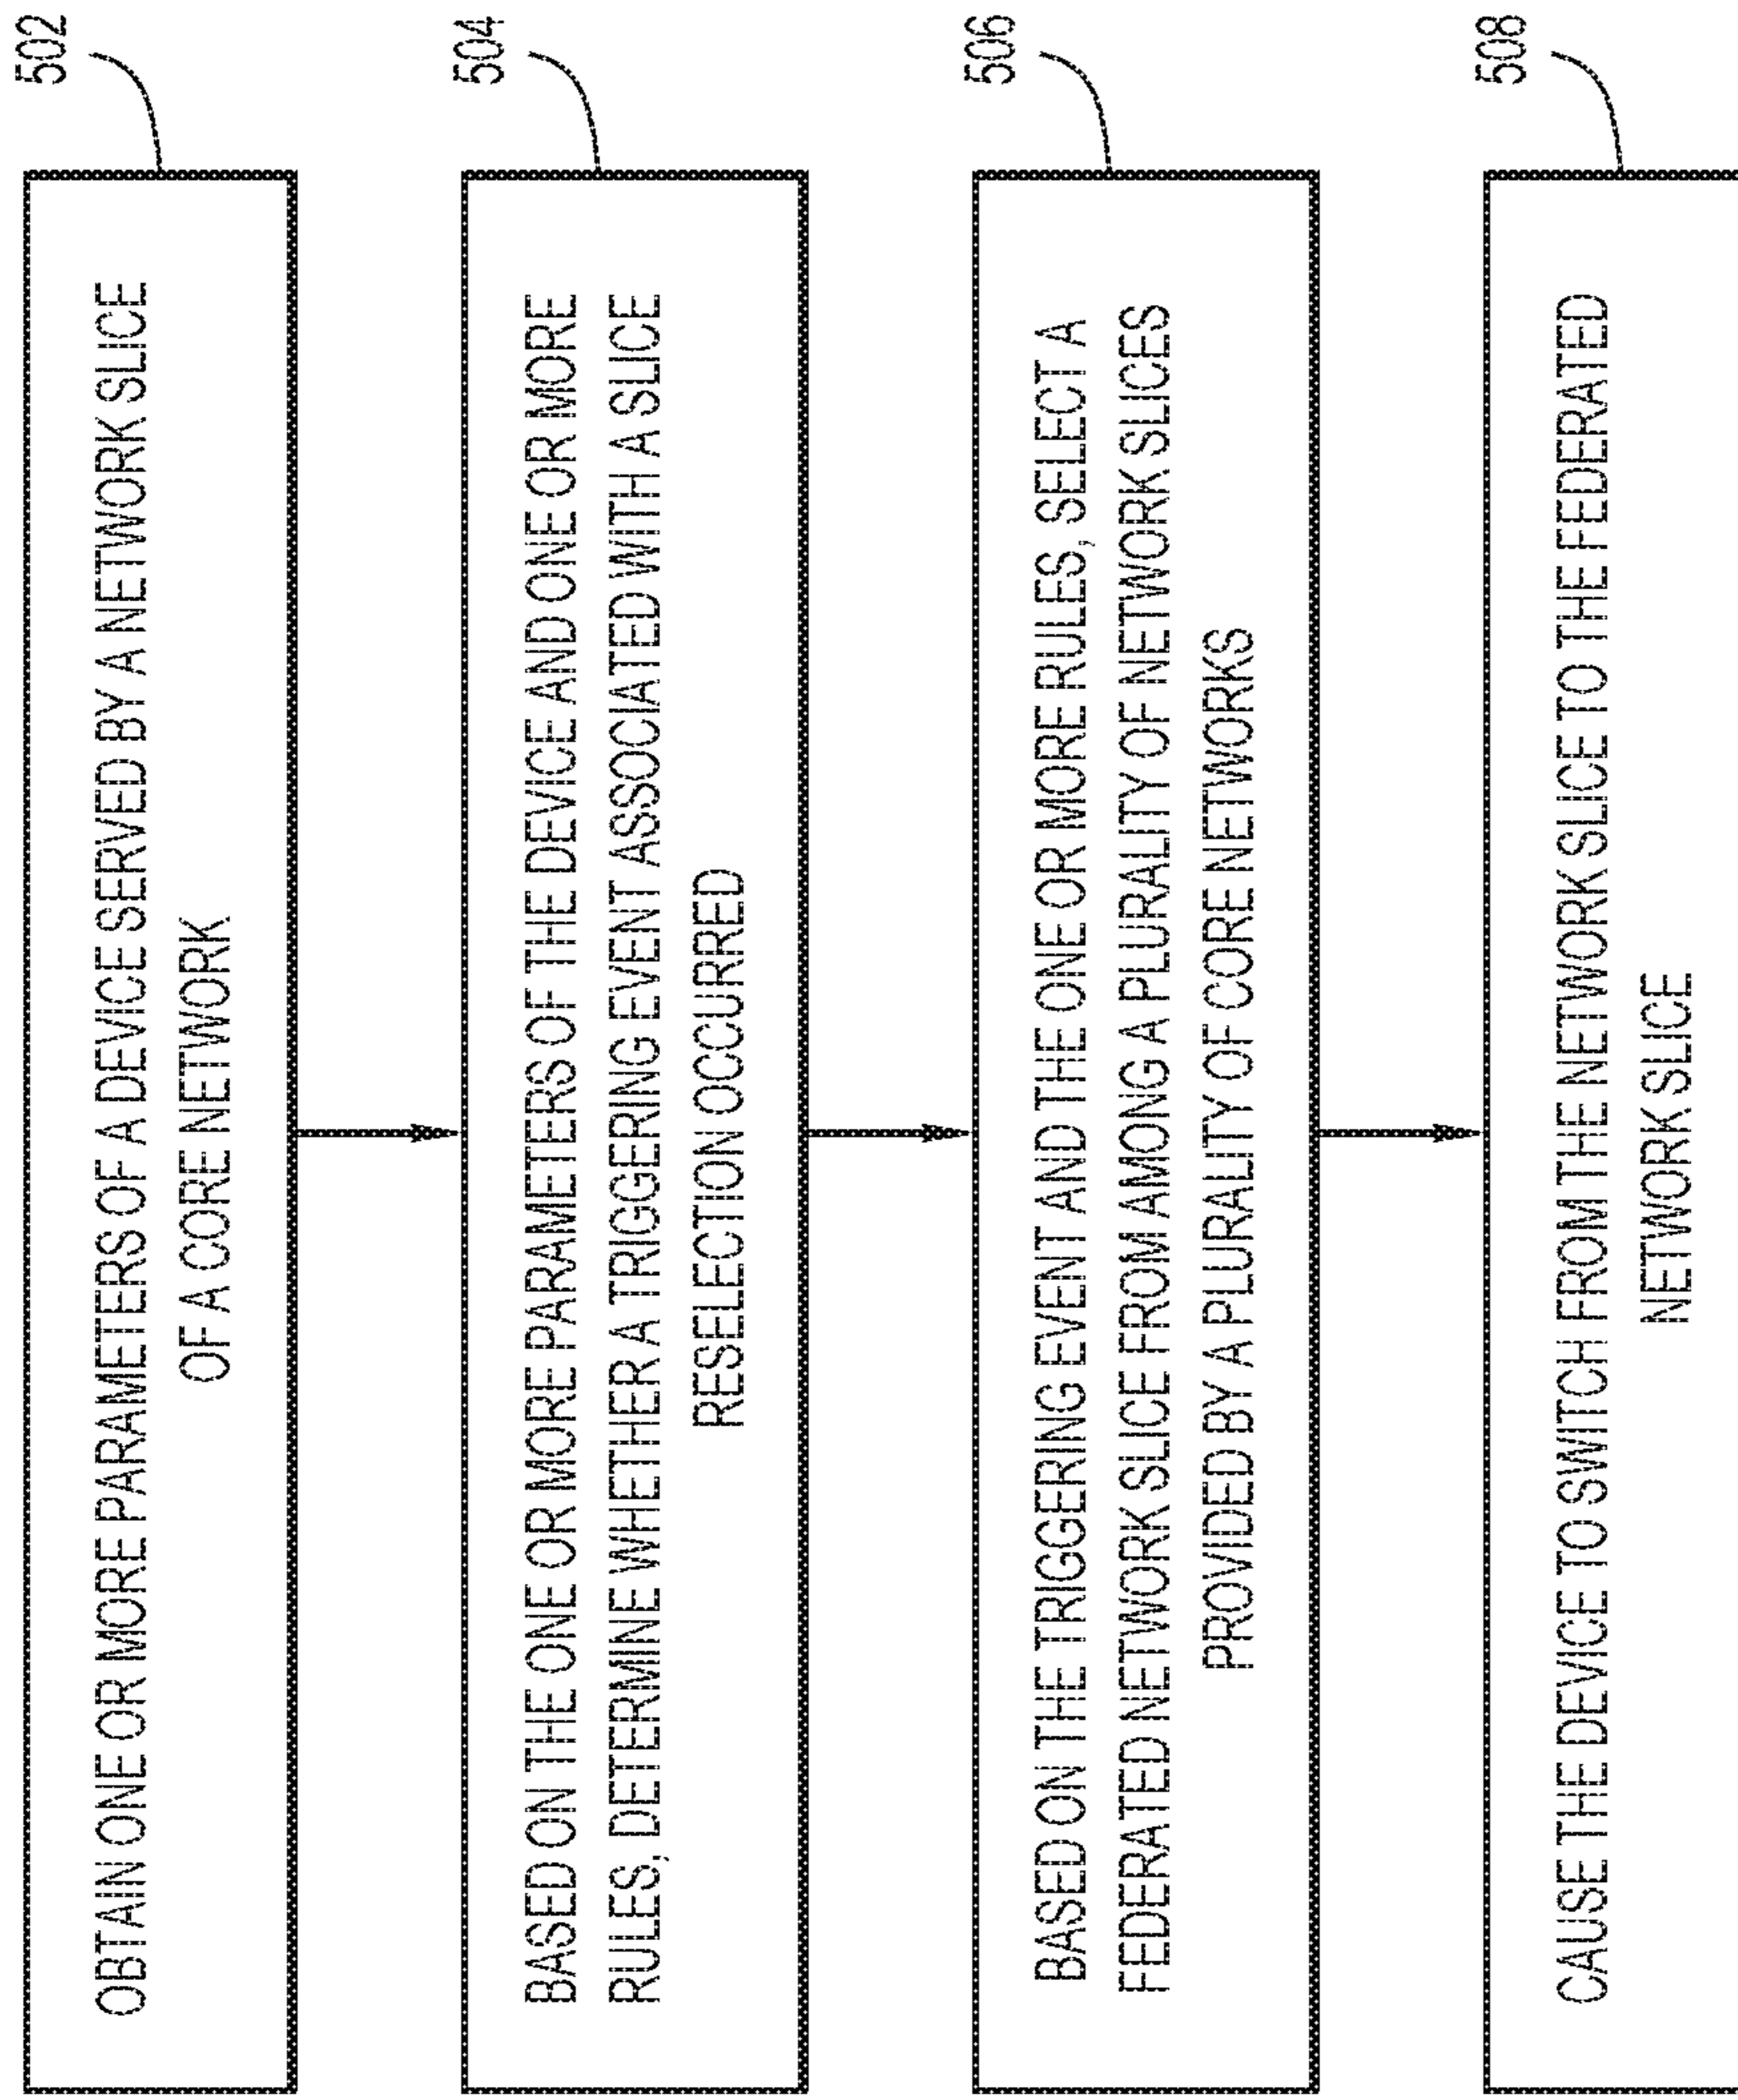 502
OBTAIN ONE OR MORE PARAMETERS OF A DEVICE SERVED BY A NETWORK SLICE
OF A CORE NETWORK
504
BASED ON THE ONE OR MORE PARAMETERS OF THE DEVICE AND ONE OR MORE
RULES, DETERMINE WHETHER A TRIGGERING EVENT ASSOCIATED WITH A SLICE
RESELECTION OCCURRED
506
BASED ON THE TRIGGERING EVENT AND THE ONE OR MORE RULES, SELECT A
FEDERATED NETWORK SLICE FROM AMONG A PLURALITY OF NETWORK SLICES
PROVIDED BY A PLURALITY OF CORE NETWORKS
508
CAUSE THE DEVICE TO SWITCH FROM THE NETWORK SLICE TO THE FEDERATED
NETWORK SLICE